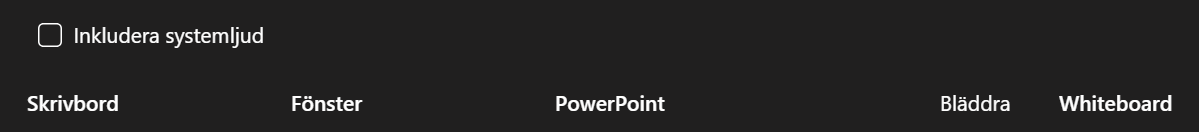 Inkludera systemljud
Skrivbord Fönster PowerPoint Bläddra Whiteboard